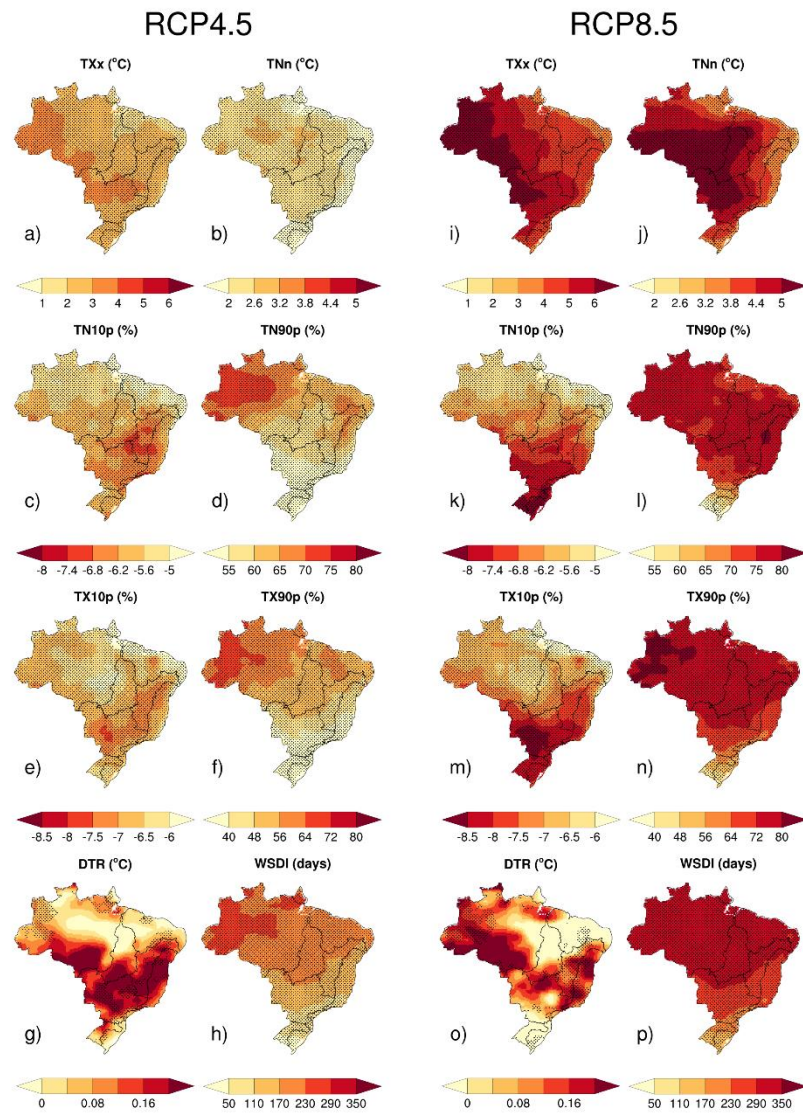 RCP4.5 RCP8.5
TXx (°C) TNn (°C) TXx (°C) TNn (°C)
a) b) i) j)
1 2 3 4 5 6 2 2.6 3.2 3.8 4.4 5 1 2 3 4 5 6 2 2.6 3.2 3.8 4.4 5
TN10p (%) TN90p (%) TN10p (%) TN90p (%)
c) d) k) l)
-8 -7.4 -6.8 -6.2 -5.6 -5 55 60 65 70 75 80 -8 -7.4 -6.8 -6.2 -5.6 -5 55 60 65 70 75 80
TX10p (%) TX90p (%) TX10p (%) TX90p (%)
e) f) m) n)
-8.5 -8 -7.5 -7 -6.5 -6 40 48 56 64 72 80 -8.5 -8 -7.5 -7 -6.5 -6 40 48 56 64 72 80
DTR (°C) WSDI (days) DTR (°C) WSDI (days)
g) h) o) p)
0 0.08 0.16 50 110 170 230 290 350 0 0.08 0.16 50 110 170 230 290 350